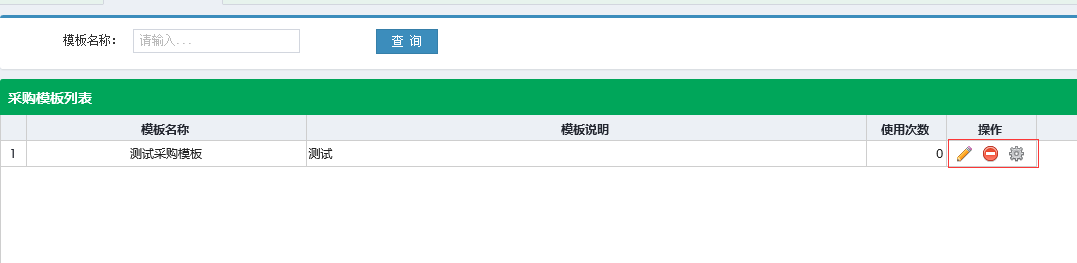 模板名称： 请输入... 查 询
采购模板列表
模板名称 模板说明 使用次数 操作
1 测试采购模板 测试 0